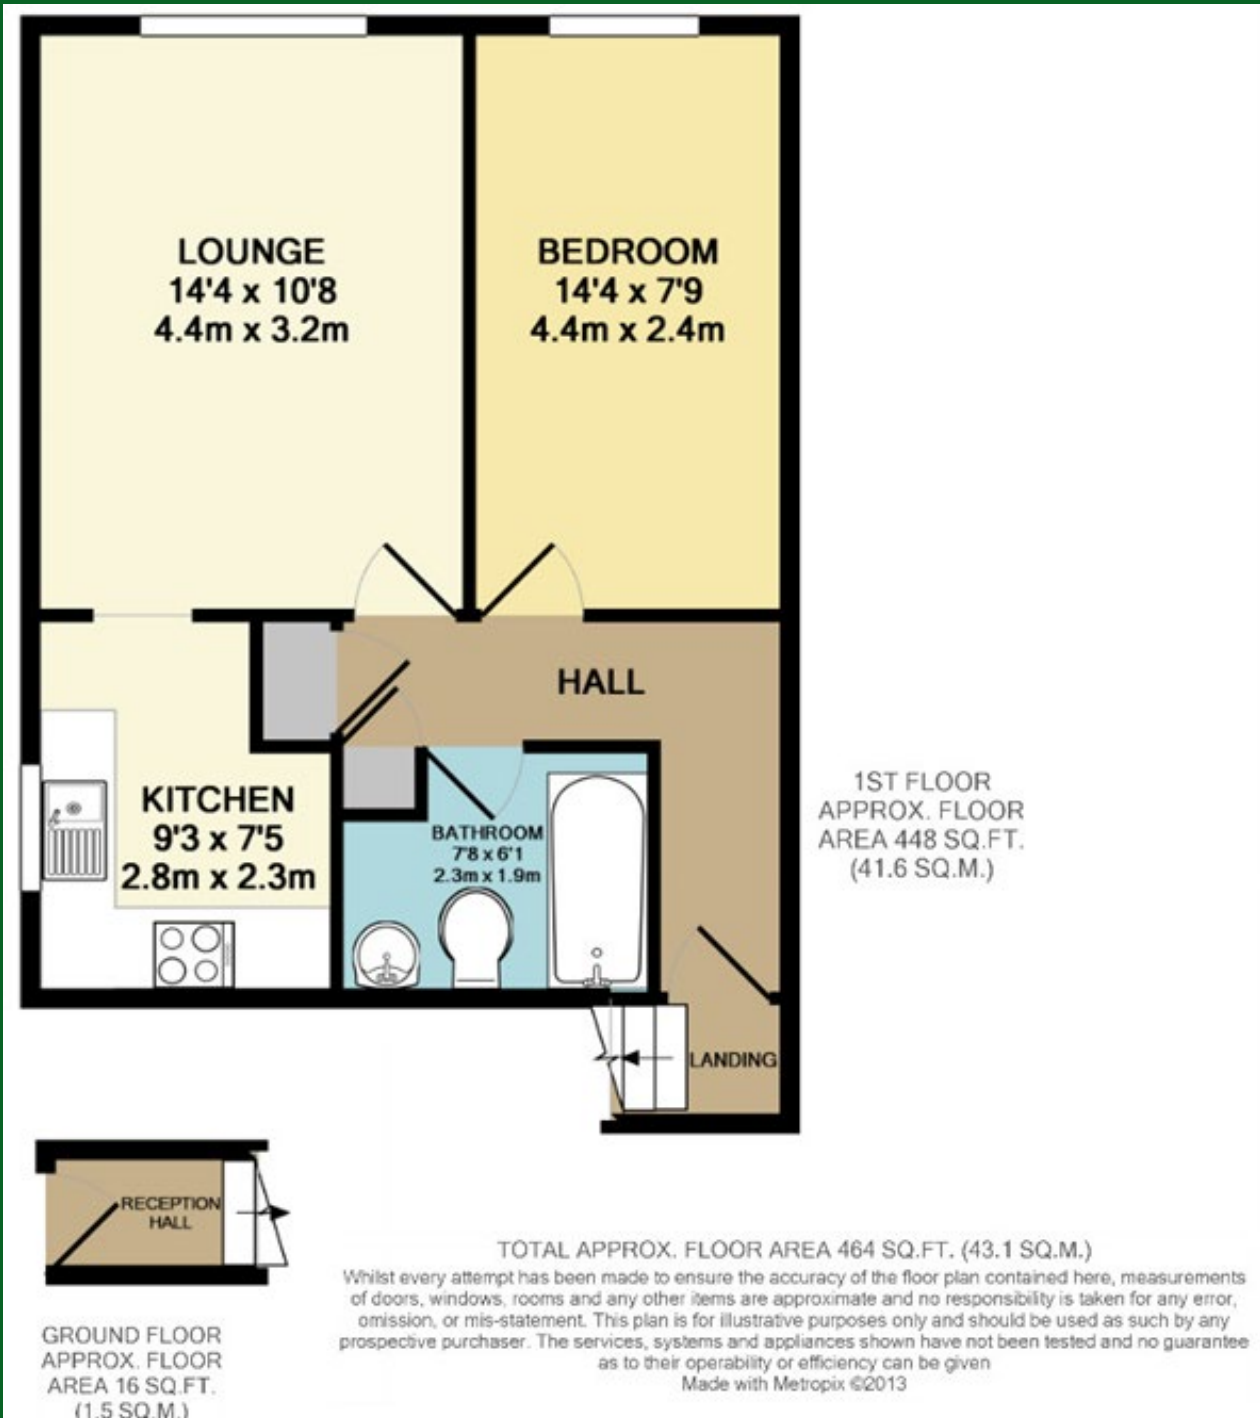 LOUNGE
14'4 x 10'8
4.4m x 3.2m
BEDROOM
14'4 x 7'9
4.4m x 2.4m
HALL
KITCHEN
9'3 x 7'5
2.8m x 2.3m
BATHROOM
7'8 x 6'1
2.3m x 1.9m
1ST FLOOR
APPROX. FLOOR
AREA 448 SQ.FT.
(41.6 SQ.M.)
LANDING
RECEPTION
HALL
GROUND FLOOR
APPROX. FLOOR
AREA 16 SQ.FT.
(1.5 SQ.M.)
TOTAL APPROX. FLOOR AREA 464 SQ.FT. (43.1 SQ.M.)
Whilst every attempt has been made to ensure the accuracy of the floor plan contained here, measurements
of doors, windows, rooms and any other items are approximate and no responsibility is taken for any error,
omission, or mis-statement. This plan is for illustrative purposes only and should be used as such by any
prospective purchaser. The services, systems and appliances shown have not been tested and no guarantee
as to their operability or efficiency can be given
Made with Metropix ©2013